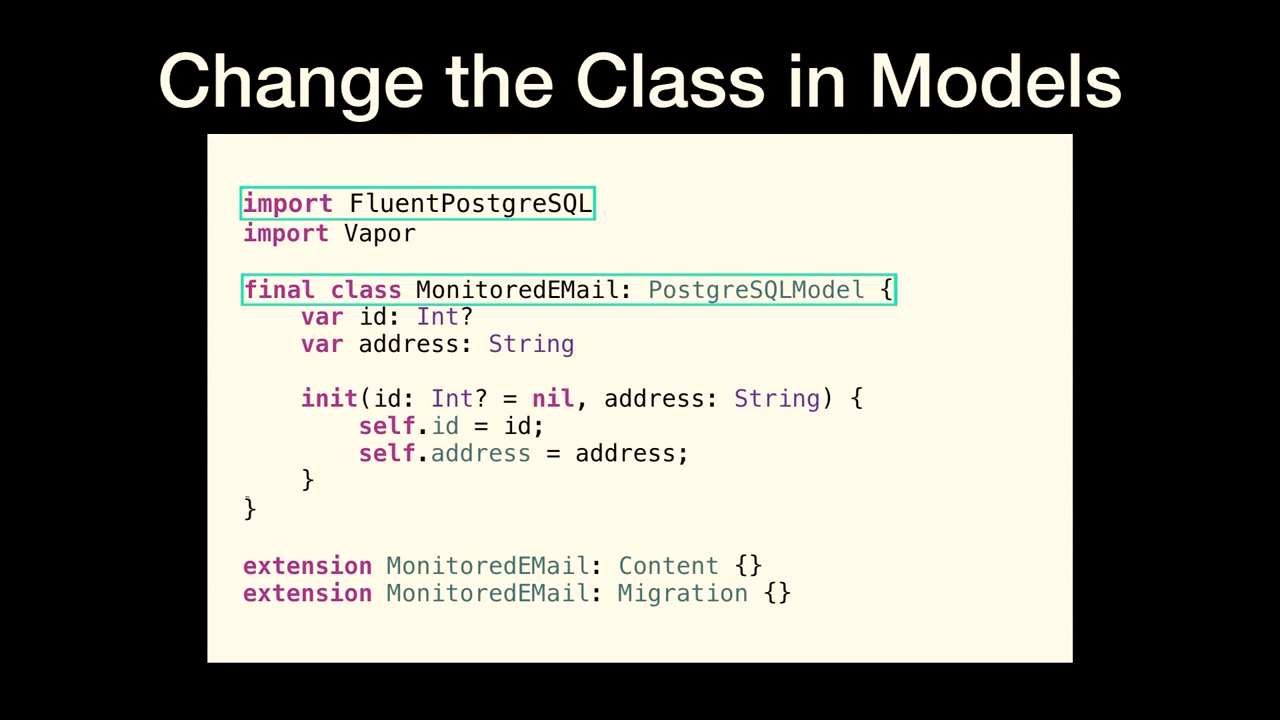 Change the Class in Models
import FluentPostgreSQL
import Vapor
final class MonitoredEMail: PostgreSQLModel {
    var id: Int?
    var address: String
    init(id: Int? = nil, address: String) {
        self.id = id;
        self.address = address;
    }
}
extension MonitoredEMail: Content {}
extension MonitoredEMail: Migration {}